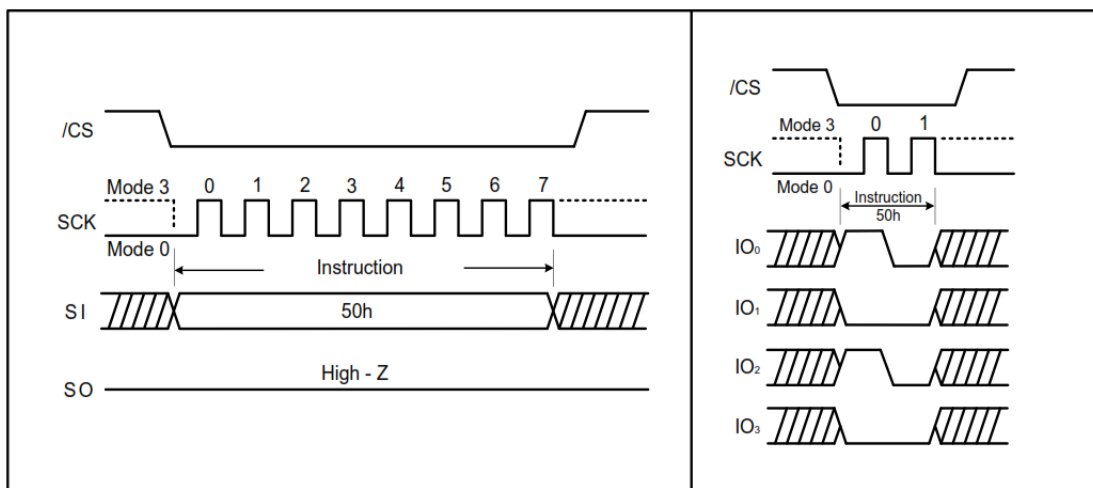 /CS
Mode 3 0 1 2 3 4 5 6 7
SCK
Mode 0
Instruction
SI 50h
High - Z
SO
/CS
Mode 3 0 1
SCK
Mode 0
Instruction
50h
IO₀
IO₁
IO₂
IO₃